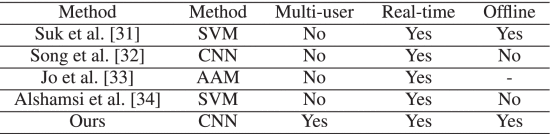 Method Method Multi-user Real-time Offline
Suk et al. [31] SVM No Yes Yes
Song et al. [32] CNN No Yes No
Jo et al. [33] AAM No Yes -
Alshamsi et al. [34] SVM No Yes No
Ours CNN Yes Yes Yes